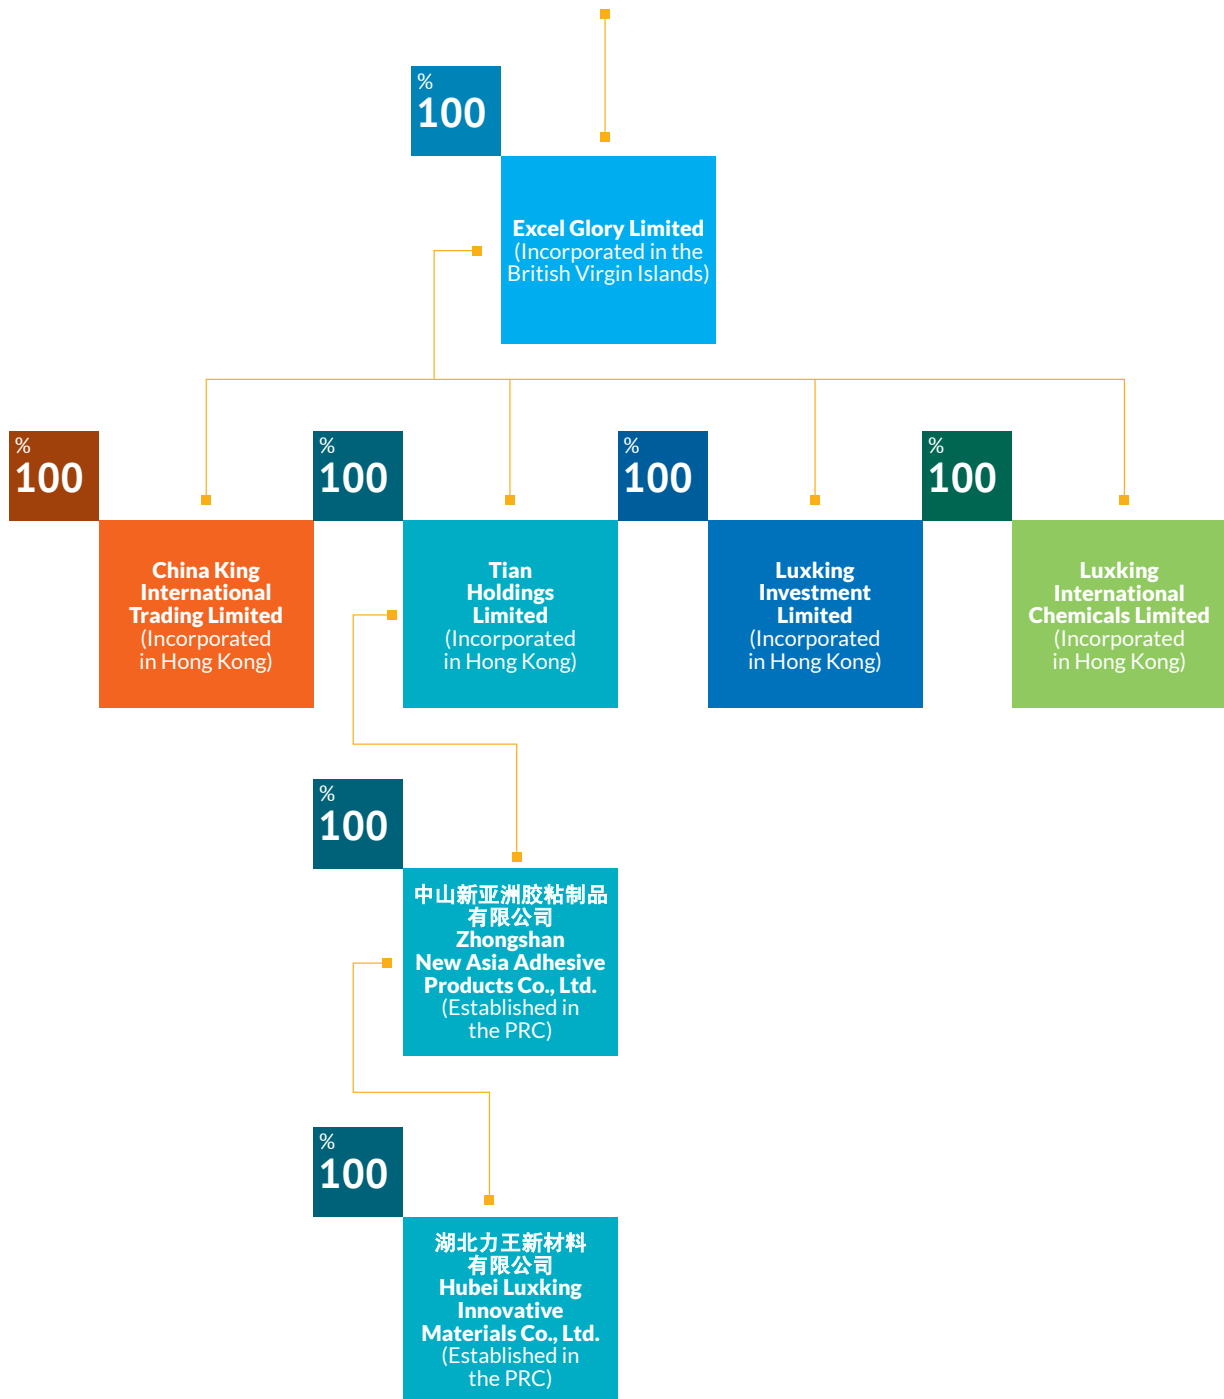 %
100
Excel Glory Limited
(Incorporated in the
British Virgin Islands)
%
100
%
100
%
100
%
100
China King
International
Trading Limited
(Incorporated
in Hong Kong)
Tian
Holdings
Limited
(Incorporated
in Hong Kong)
Luxking
Investment
Limited
(Incorporated
in Hong Kong)
Luxking
International
Chemicals Limited
(Incorporated
in Hong Kong)
%
100
中山新亚洲胶粘制品
有限公司
Zhongshan
New Asia Adhesive
Products Co., Ltd.
(Established in
the PRC)
%
100
湖北力王新材料
有限公司
Hubei Luxking
Innovative
Materials Co., Ltd.
(Established in
the PRC)